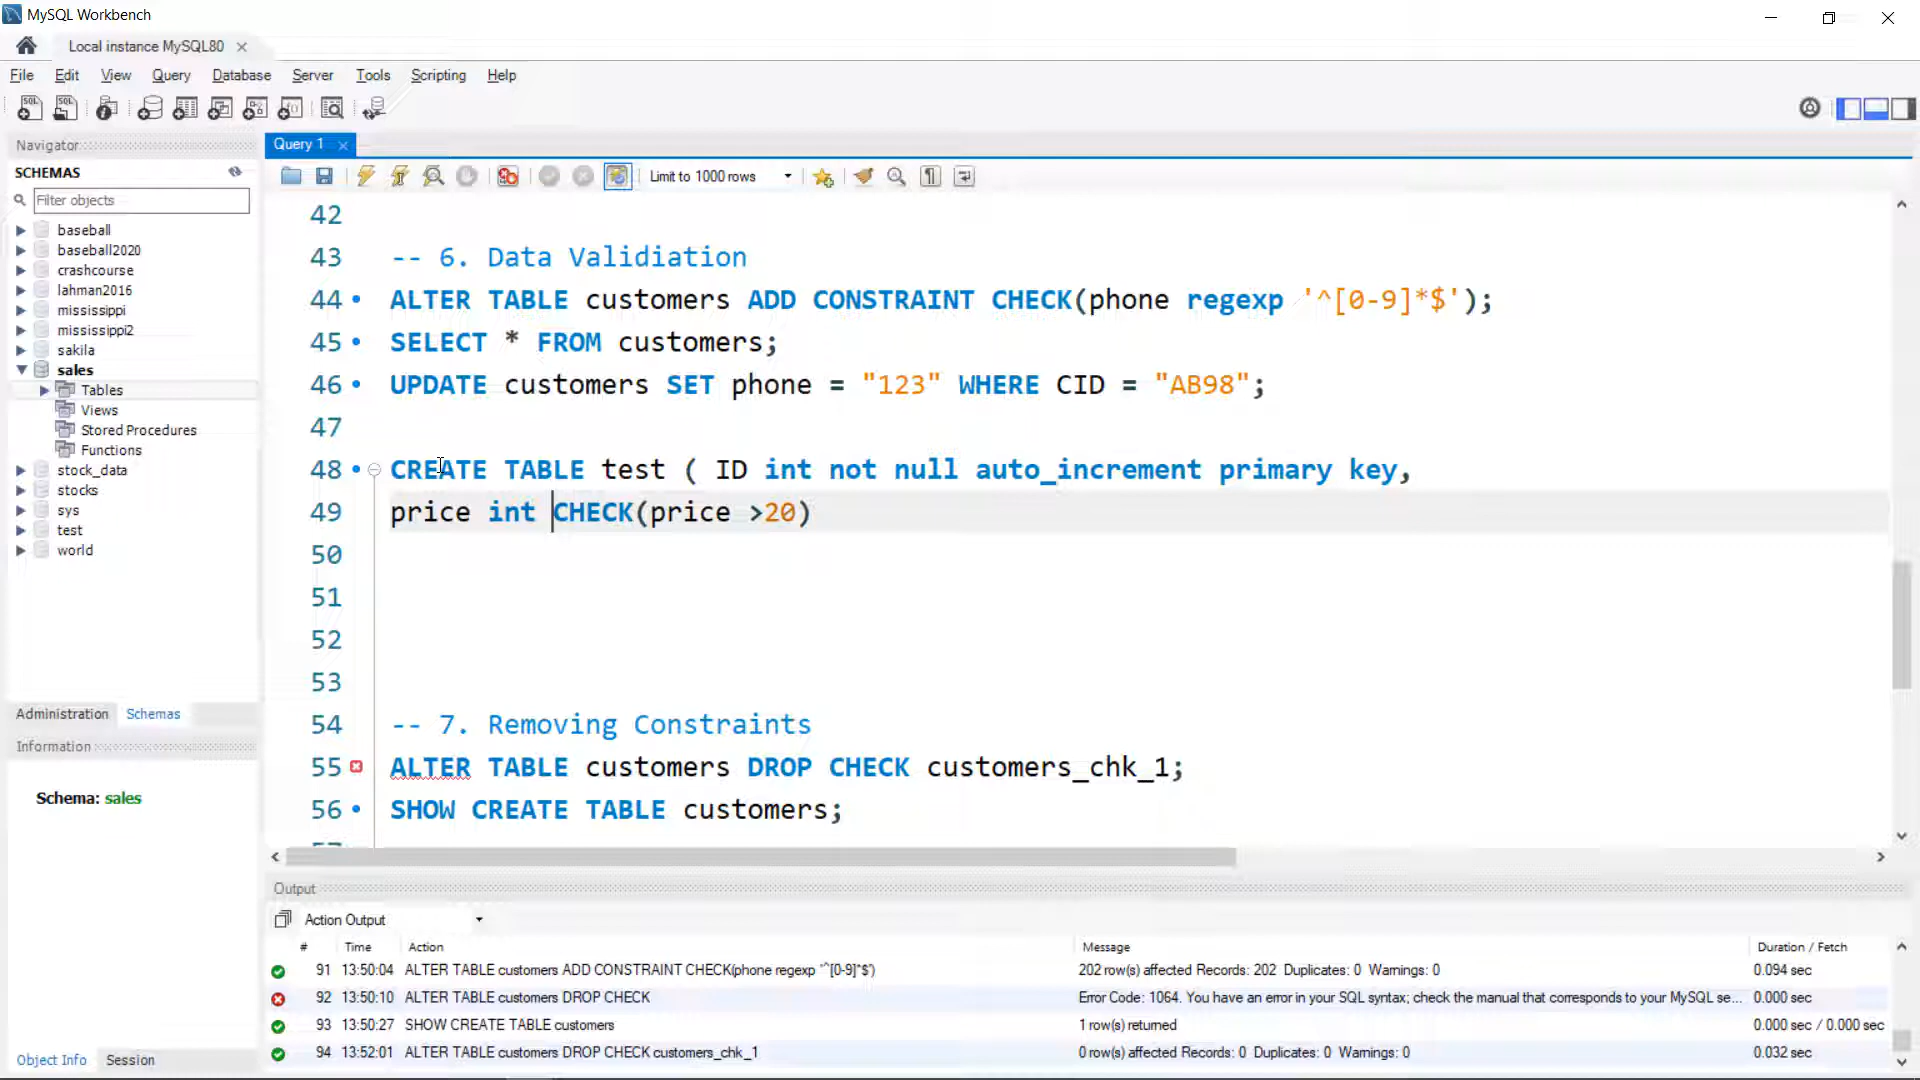 MySQL Workbench
Local instance MySQL80
File Edit View Query Database Server Tools Scripting Help
Navigator
SCHEMAS
Filter objects
baseball
baseball2020
crashcourse
lahman2016
mississippi
mississippi2
sakila
sales
Tables
Views
Stored Procedures
Functions
stock_data
stocks
sys
test
world
Administration Schemas
Information
Schema: sales
Object Info Session
Query 1
Limit to 1000 rows
42
43 -- 6. Data Validiation
44 ALTER TABLE customers ADD CONSTRAINT CHECK(phone regexp '^[0-9]*$');
45 SELECT * FROM customers;
46 UPDATE customers SET phone = "123" WHERE CID = "AB98";
47
48 CREATE TABLE test ( ID int not null auto_increment primary key,
49 price int CHECK(price >20)
50
51
52
53
54 -- 7. Removing Constraints
55 ALTER TABLE customers DROP CHECK customers_chk_1;
56 SHOW CREATE TABLE customers;
57
Output
Action Output
# Time Action Message Duration / Fetch
91 13:50:04 ALTER TABLE customers ADD CONSTRAINT CHECK(phone regexp '^[0-9]*$') 202 row(s) affected Records: 202 Duplicates: 0 Warnings: 0 0.094 sec
92 13:50:10 ALTER TABLE customers DROP CHECK Error Code: 1064. You have an error in your SQL syntax; check the manual that corresponds to your MySQL se... 0.000 sec
93 13:50:27 SHOW CREATE TABLE customers 1 row(s) returned 0.000 sec / 0.000 sec
94 13:52:01 ALTER TABLE customers DROP CHECK customers_chk_1 0 row(s) affected Records: 0 Duplicates: 0 Warnings: 0 0.032 sec